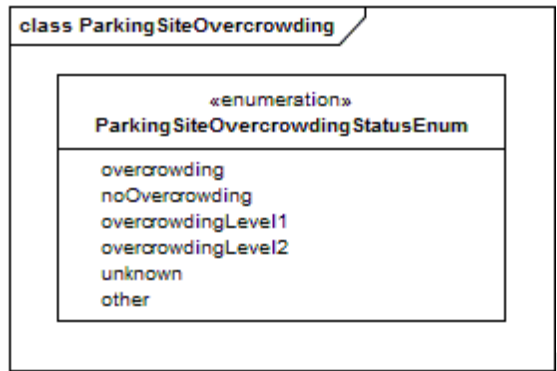 class ParkingSiteOvercrowding
«enumeration»
ParkingSiteOvercrowdingStatusEnum
overcrowding
noOvercrowding
overcrowdingLevel1
overcrowdingLevel2
unknown
other